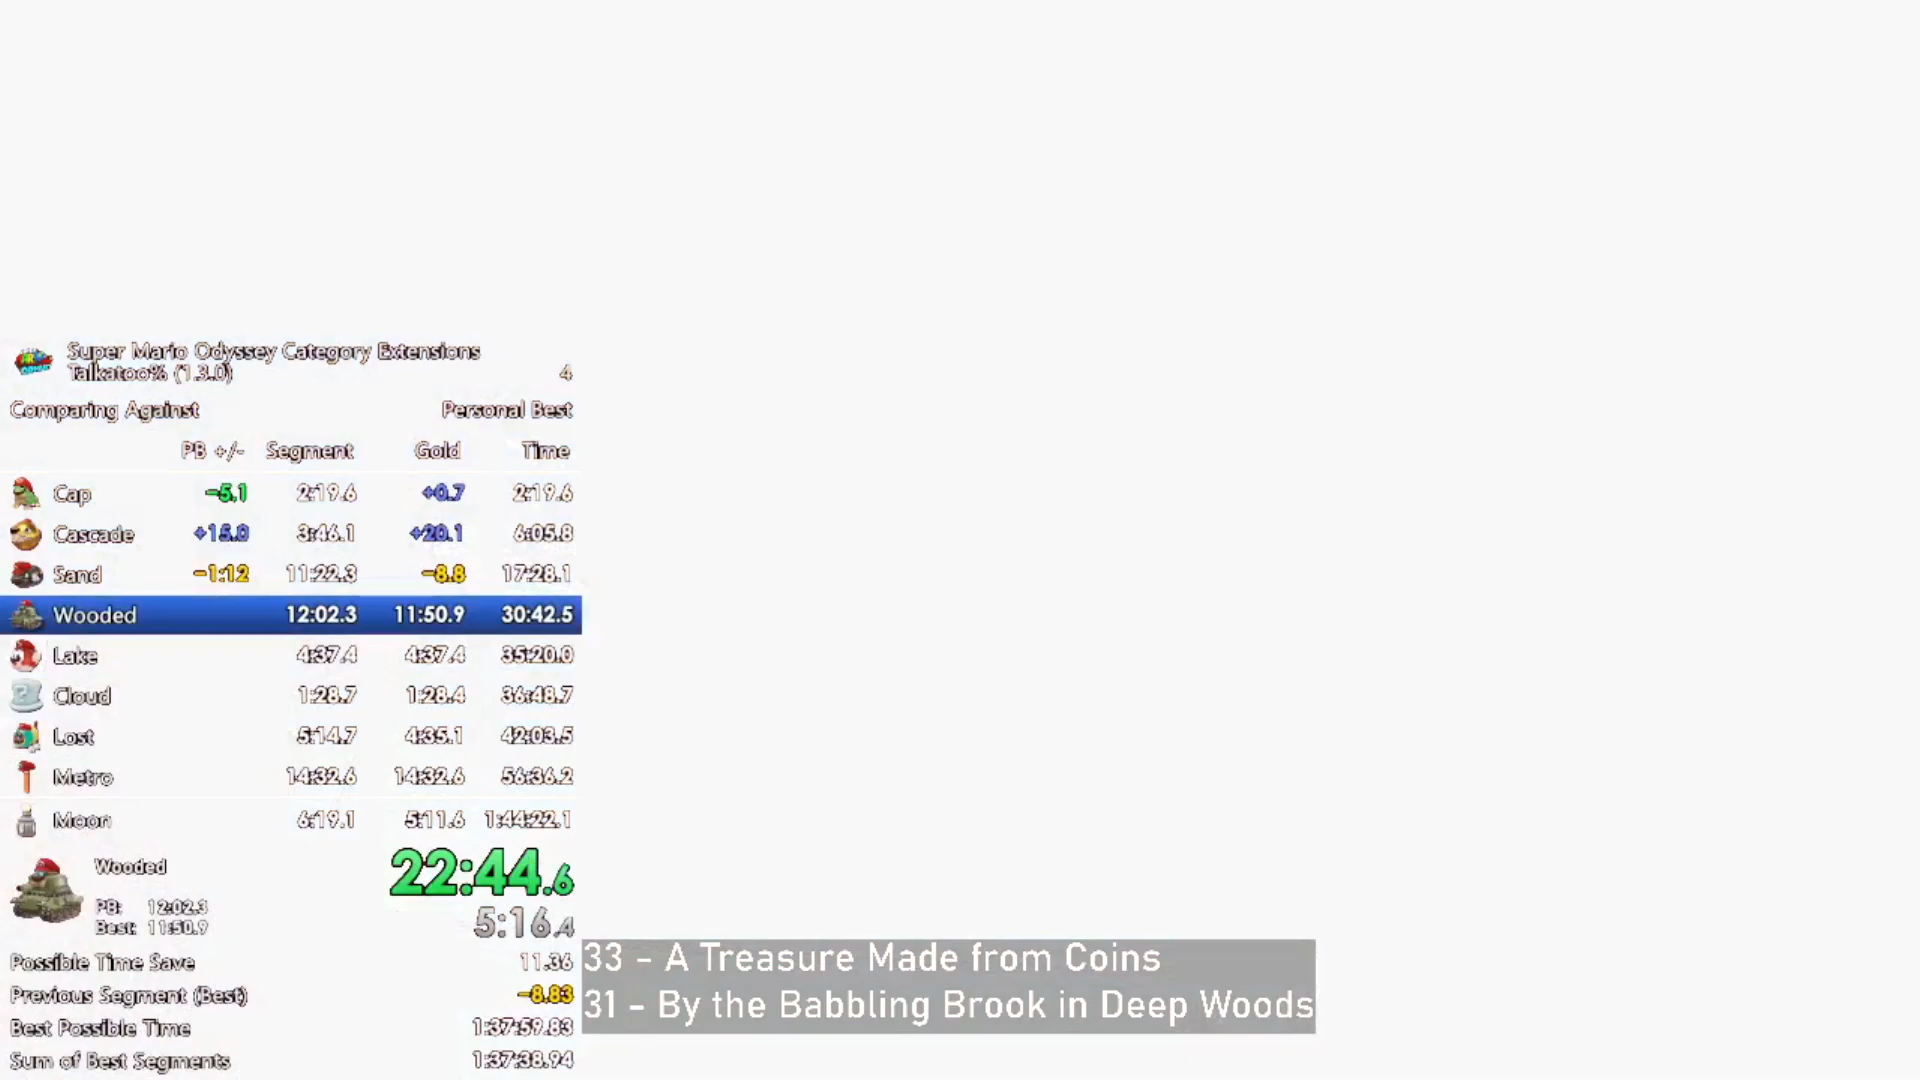 Super Mario Odyssey Category Extensions
Talkatoo% (1.3.0) 4
Comparing Against Personal Best
PB +/- Segment Gold Time
Cap -5.1 2:19.6 +0.7 2:19.6
Cascade +15.0 3:46.1 +20.1 6:05.8
Sand -1:12 11:22.3 -8.8 17:28.1
Wooded 12:02.3 11:50.9 30:42.5
Lake 4:37.4 4:37.4 35:20.0
Cloud 1:28.7 1:28.4 36:48.7
Lost 5:14.7 4:35.1 42:03.5
Metro 14:32.6 14:32.6 56:36.2
Moon 6:19.1 5:11.6 1:44:22.1
Wooded 22:44.6
PB: 12:02.3
Best: 11:50.9
5:16.4
Possible Time Save 11.36
Previous Segment (Best) -8.83
Best Possible Time 1:37:59.83
Sum of Best Segments 1:37:38.94
33 - A Treasure Made from Coins
31 - By the Babbling Brook in Deep Woods